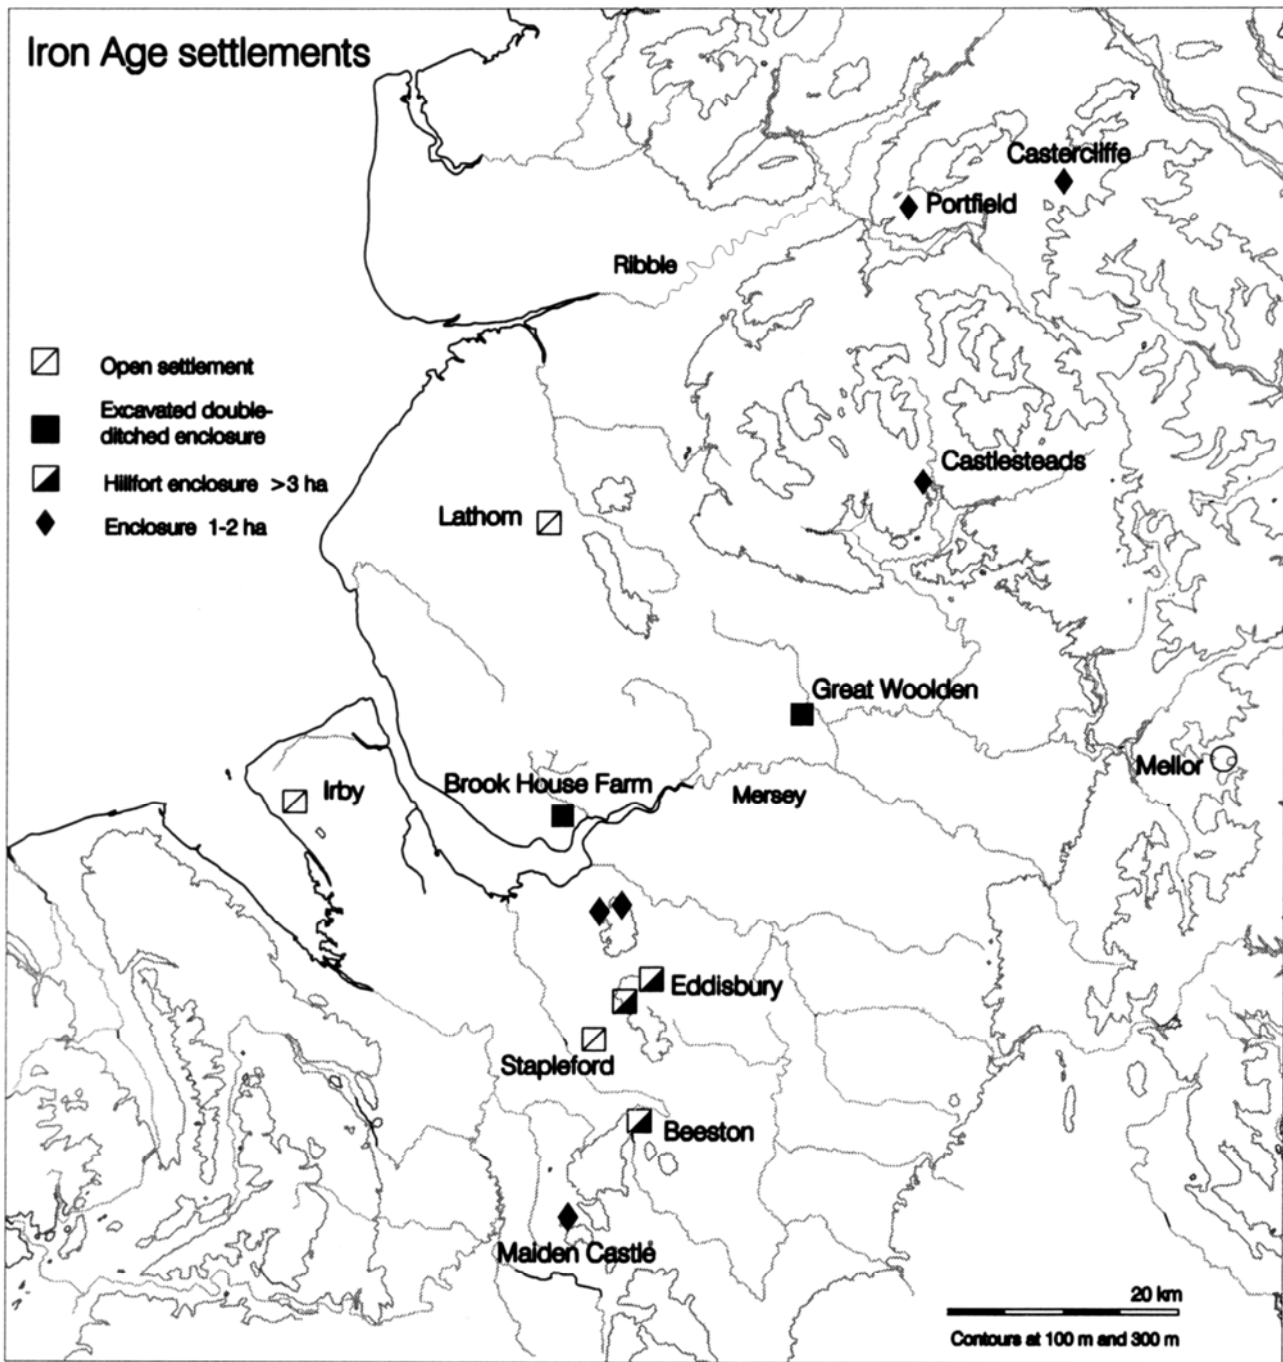 Iron Age settlements
Castercliffe
Portfield
Ribble
Open settlement
Excavated double-
ditched enclosure
Hillfort enclosure >3 ha
Enclosure 1-2 ha
Castlesteads
Lathom
Great Woolden
Mellor
Irby
Brook House Farm
Mersey
Eddisbury
Stapleford
Beeston
Maiden Castle
20 km
Contours at 100 m and 300 m